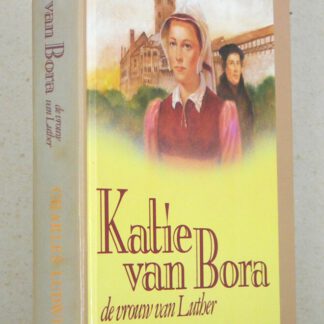 Katie
van Bora
de vrouw van Luther
van Bora
de vrouw
van Luther